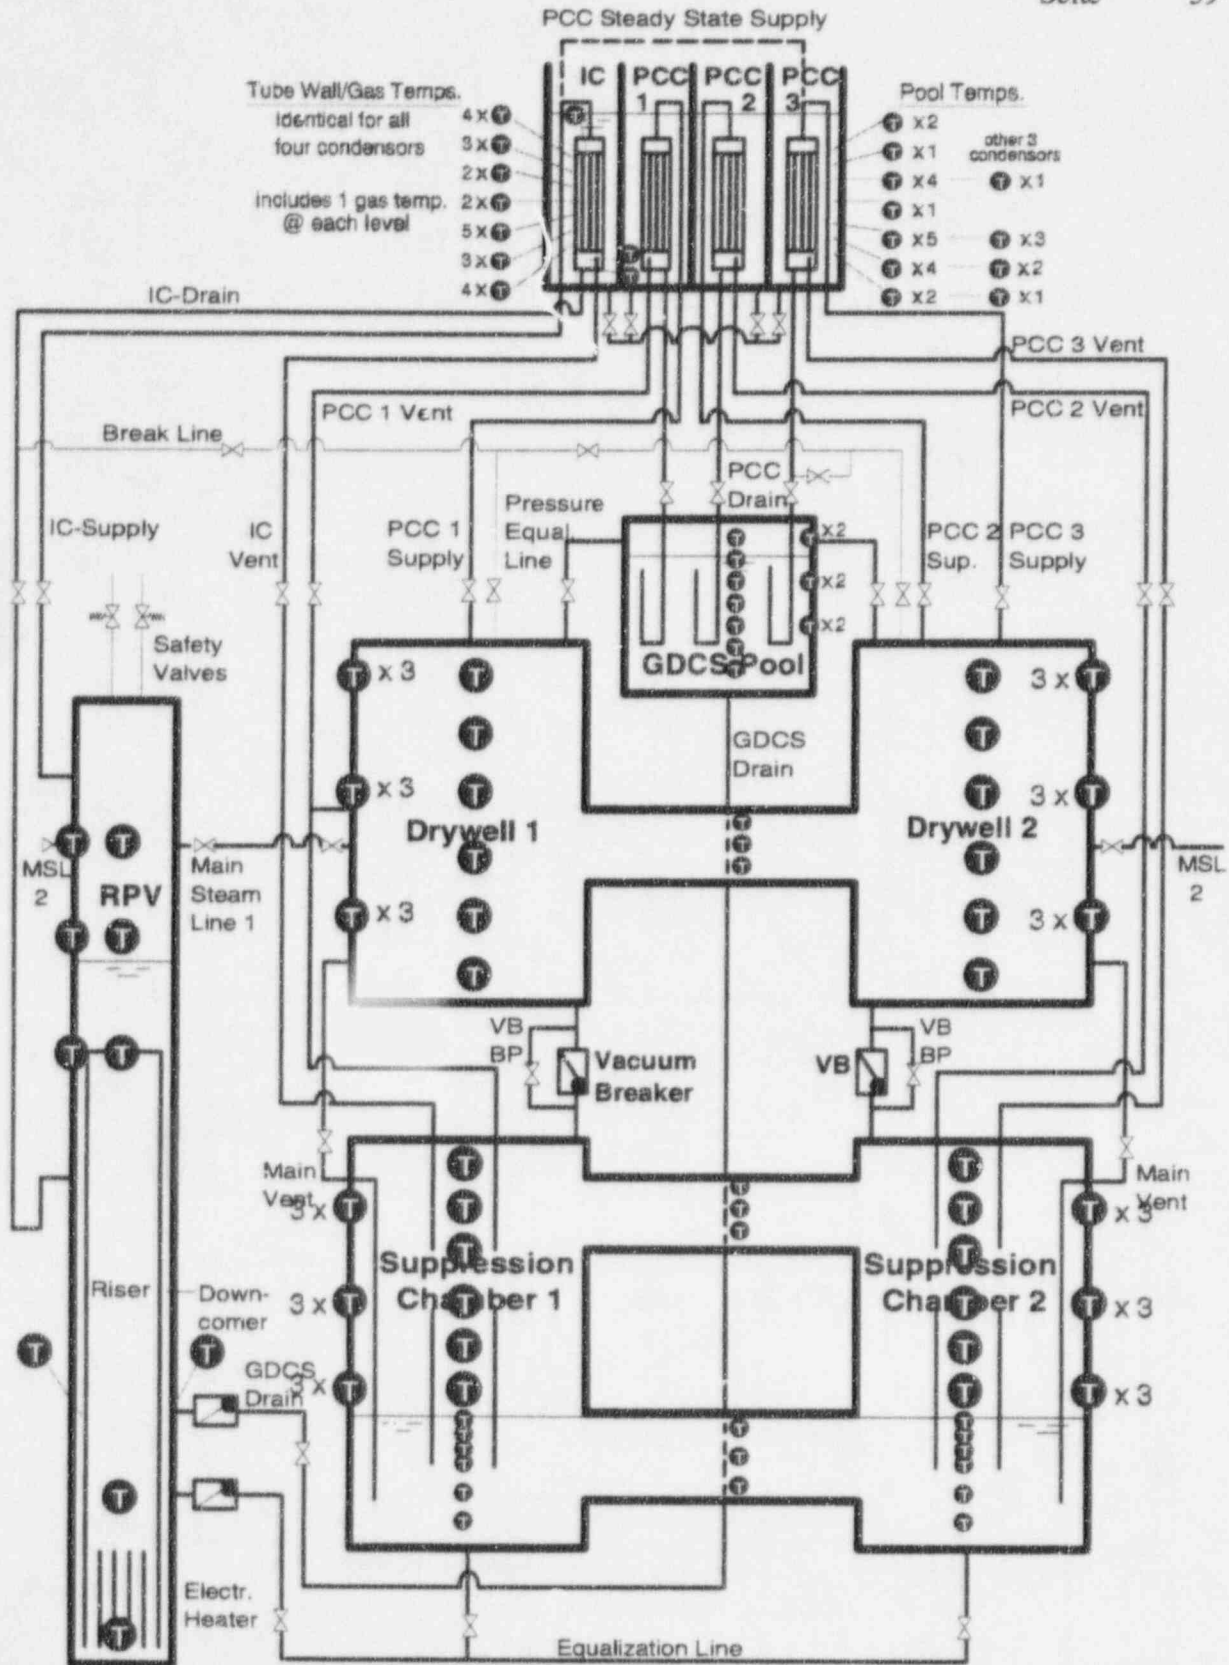 Seite 39
PCC Steady State Supply
IC
PCC
1
PCC
2
PCC
3
Tube Wall/Gas Temps.
identical for all
four condensors
includes 1 gas temp.
@ each level
4 x T
3 x T
2 x T
2 x T
5 x T
3 x T
4 x T
Pool Temps.
T x2
T x1
other 3
condensors
T x4 T x1
T x1
T x5 T x3
T x4 T x2
T x2 T x1
IC-Drain
PCC 3 Vent
PCC 1 Vent
PCC 2 Vent
Break Line
PCC
Drain
IC-Supply
IC
Vent
PCC 1
Supply
Pressure
Equal.
Line
T x2
T x2
T x2
GDCS Pool
PCC 2
Sup.
PCC 3
Supply
Safety
Valves
T x 3
T x 3
T x 3
Drywell 1
GDCS
Drain
3 x T
3 x T
3 x T
Drywell 2
MSL
2
RPV
Main
Steam
Line 1
MSL
2
VB
BP
Vacuum
Breaker
VB
VB
BP
Main
Vent
3 x T
3 x T
3 x T
Suppression
Chamber 1
Suppression
Chamber 2
Main
Vent
T x 3
T x 3
T x 3
Riser
Down-
comer
GDCS
Drain
Electr.
Heater
Equalization Line